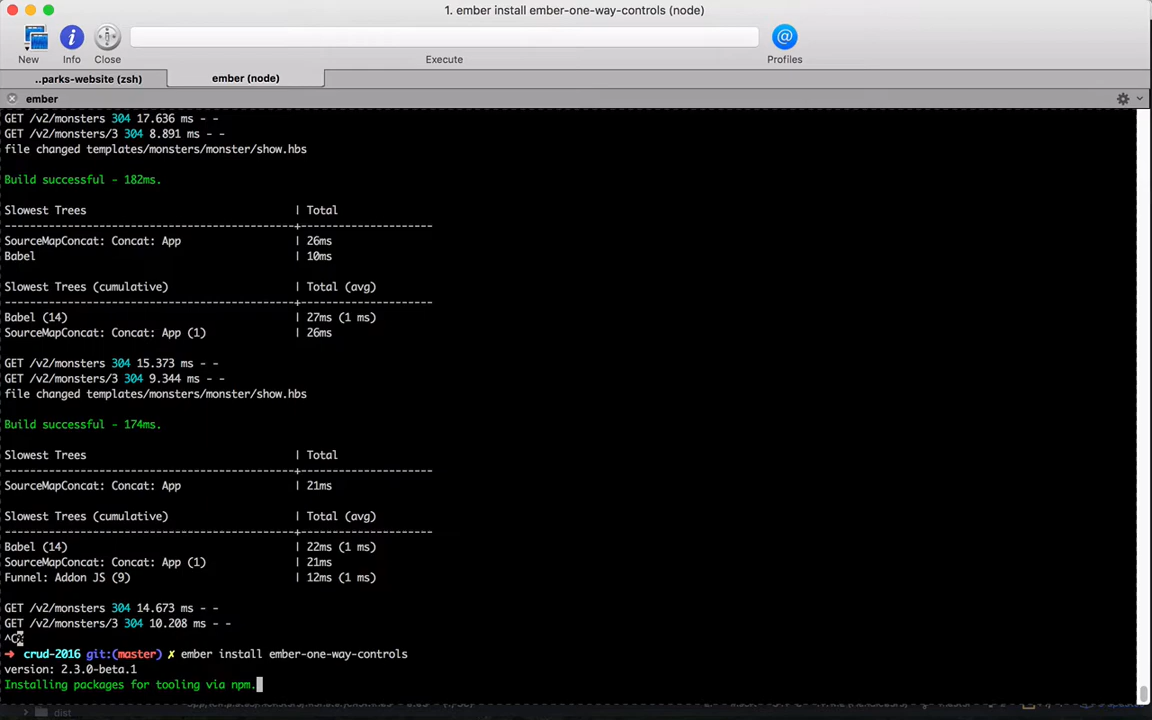 1. ember install ember-one-way-controls (node)
New Info Close Execute Profiles
..parks-website (zsh) ember (node)
ember
GET /v2/monsters 304 17.636 ms - -
GET /v2/monsters/3 304 8.891 ms - -
file changed templates/monsters/monster/show.hbs
Build successful - 182ms.
Slowest Trees | Total
----------------------------------------------+-----------------------
SourceMapConcat: Concat: App | 26ms
Babel | 10ms
Slowest Trees (cumulative) | Total (avg)
----------------------------------------------+-----------------------
Babel (14) | 27ms (1 ms)
SourceMapConcat: Concat: App (1) | 26ms
GET /v2/monsters 304 15.373 ms - -
GET /v2/monsters/3 304 9.344 ms - -
file changed templates/monsters/monster/show.hbs
Build successful - 174ms.
Slowest Trees | Total
----------------------------------------------+-----------------------
SourceMapConcat: Concat: App | 21ms
Slowest Trees (cumulative) | Total (avg)
----------------------------------------------+-----------------------
Babel (14) | 22ms (1 ms)
SourceMapConcat: Concat: App (1) | 21ms
Funnel: Addon JS (9) | 12ms (1 ms)
GET /v2/monsters 304 14.673 ms - -
GET /v2/monsters/3 304 10.208 ms - -
^C
➜ crud-2016 git:(master) ✗ ember install ember-one-way-controls
version: 2.3.0-beta.1
Installing packages for tooling via npm.
dist